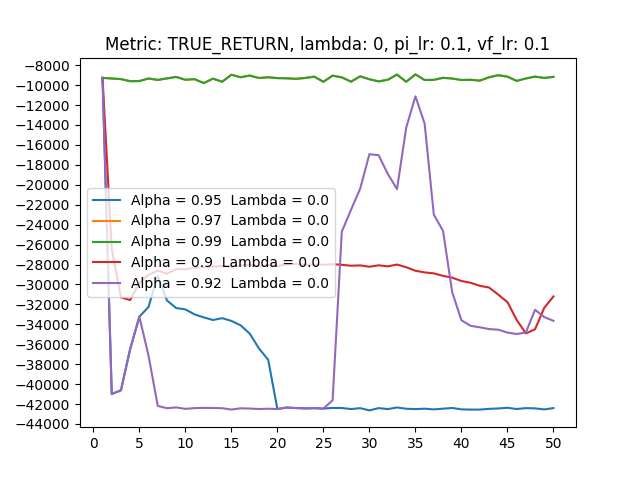 Metric: TRUE_RETURN, lambda: 0, pi_lr: 0.1, vf_lr: 0.1
−8000
−10000
−12000
−14000
−16000
−18000
−20000
−22000
−24000
−26000
−28000
−30000
−32000
−34000
−36000
−38000
−40000
−42000
−44000
Alpha = 0.95  Lambda = 0.0
Alpha = 0.97  Lambda = 0.0
Alpha = 0.99  Lambda = 0.0
Alpha = 0.9  Lambda = 0.0
Alpha = 0.92  Lambda = 0.0
0 5 10 15 20 25 30 35 40 45 50